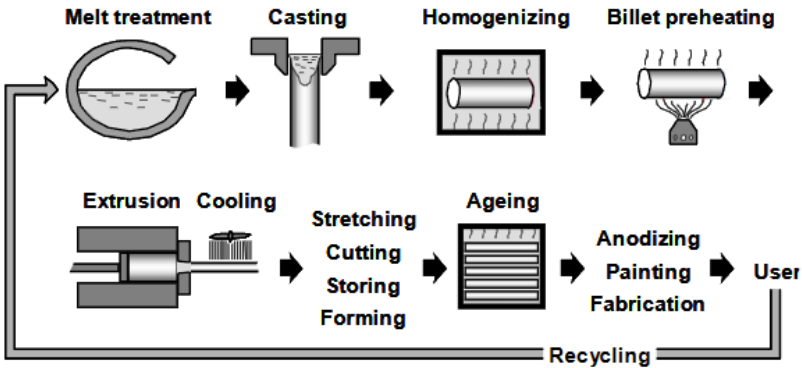 Melt treatment
Casting
Homogenizing
Billet preheating
Extrusion
Cooling
Stretching
Cutting
Storing
Forming
Ageing
Anodizing
Painting
Fabrication
User
Recycling